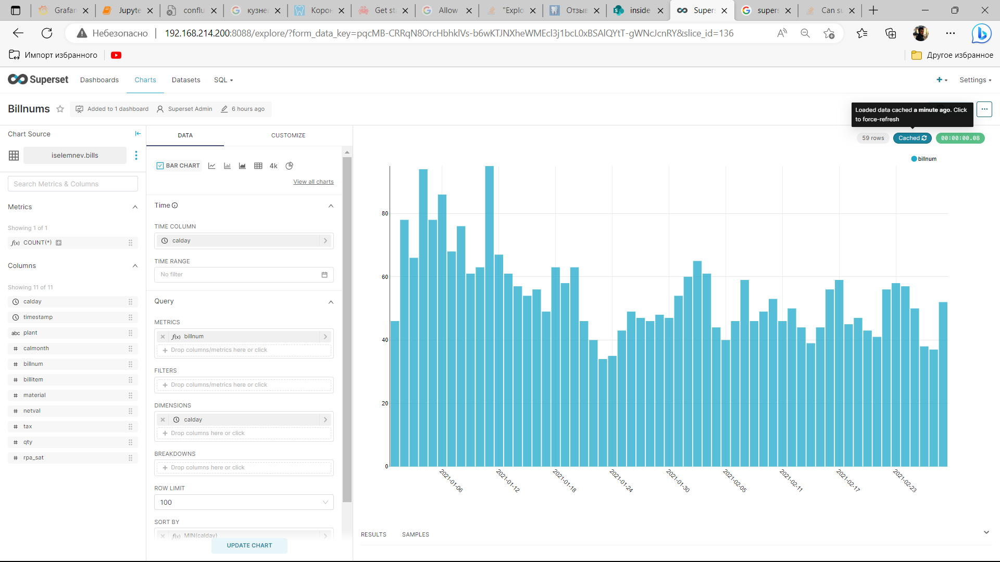 Grafan
Jupyte
conflu
кузне
Корон
Get sta
Allow
"Explo
Отзыв
inside
Supers
supers
Can su
Небезопасно
192.168.214.200:8088/explore/?form_data_key=pqcMB-CRRqN8OrcHbhklVs-b6wKTJNXheWMEcl3j1bcL0xBSAlQYtT-gWNcJcnRY&slice_id=136
Импорт избранного
Другое избранное
Superset
Dashboards
Charts
Datasets
SQL
Settings
Billnums
Added to 1 dashboard
Superset Admin
6 hours ago
Loaded data cached a minute ago. Click
to force-refresh
Chart Source
iselemnev.bills
Search Metrics & Columns
Metrics
Showing 1 of 1
f(x) COUNT(*)
Columns
Showing 11 of 11
calday
timestamp
abc plant
# calmonth
# billnum
# billitem
# material
# netval
# tax
# qty
# rpa_sat
DATA
CUSTOMIZE
BAR CHART
4k
View all charts
Time
TIME COLUMN
calday
TIME RANGE
No filter
Query
METRICS
f(x) billnum
Drop columns/metrics here or click
FILTERS
Drop columns/metrics here or click
DIMENSIONS
calday
Drop columns here or click
BREAKDOWNS
Drop columns here or click
ROW LIMIT
100
SORT BY
f(x) MIN(calday)
UPDATE CHART
59 rows
Cached
00:00:00.08
billnum
80
60
40
20
0
2021-01-06
2021-01-12
2021-01-18
2021-01-24
2021-01-30
2021-02-05
2021-02-11
2021-02-17
2021-02-23
RESULTS
SAMPLES